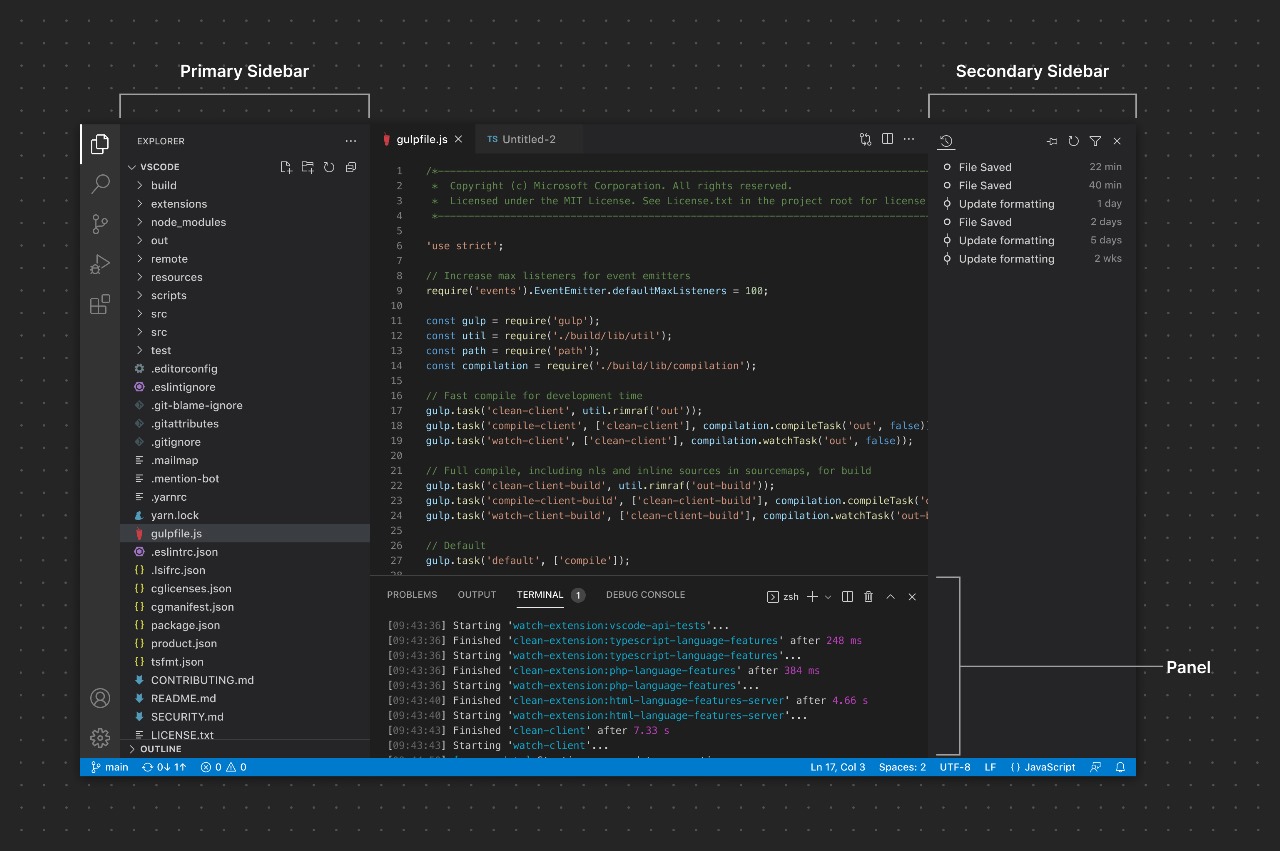 Primary Sidebar
Secondary Sidebar
EXPLORER
VSCODE
build
extensions
node_modules
out
remote
resources
scripts
src
src
test
.editorconfig
.eslintignore
.git-blame-ignore
.gitattributes
.gitignore
.mailmap
.mention-bot
.yarnrc
yarn.lock
gulpfile.js
.eslintrc.json
.lsifrc.json
cglicenses.json
cgmanifest.json
package.json
product.json
tsfmt.json
CONTRIBUTING.md
README.md
SECURITY.md
LICENSE.txt
OUTLINE
gulpfile.js
TS Untitled-2
1 /*
2 * Copyright (c) Microsoft Corporation. All rights reserved.
3 * Licensed under the MIT License. See License.txt in the project root for license
4 *
5
6 'use strict';
7
8 // Increase max listeners for event emitters
9 require('events').EventEmitter.defaultMaxListeners = 100;
10
11 const gulp = require('gulp');
12 const util = require('./build/lib/util');
13 const path = require('path');
14 const compilation = require('./build/lib/compilation');
15
16 // Fast compile for development time
17 gulp.task('clean-client', util.rimraf('out'));
18 gulp.task('compile-client', ['clean-client'], compilation.compileTask('out', false)
19 gulp.task('watch-client', ['clean-client'], compilation.watchTask('out', false));
20
21 // Full compile, including nls and inline sources in sourcemaps, for build
22 gulp.task('clean-client-build', util.rimraf('out-build'));
23 gulp.task('compile-client-build', ['clean-client-build'], compilation.compileTask('
24 gulp.task('watch-client-build', ['clean-client-build'], compilation.watchTask('out-
25
26 // Default
27 gulp.task('default', ['compile']);
File Saved 22 min
File Saved 40 min
Update formatting 1 day
File Saved 2 days
Update formatting 5 days
Update formatting 2 wks
PROBLEMS OUTPUT TERMINAL 1 DEBUG CONSOLE zsh
[09:43:36] Starting 'watch-extension:vscode-api-tests'...
[09:43:36] Finished 'clean-extension:typescript-language-features' after 248 ms
[09:43:36] Starting 'watch-extension:typescript-language-features'...
[09:43:36] Finished 'clean-extension:php-language-features' after 384 ms
[09:43:36] Starting 'watch-extension:php-language-features'...
[09:43:40] Finished 'clean-extension:html-language-features-server' after 4.66 s
[09:43:40] Starting 'watch-extension:html-language-features-server'...
[09:43:43] Finished 'clean-client' after 7.33 s
[09:43:43] Starting 'watch-client'...
Panel
main 0↓ 1↑ 0 0 Ln 17, Col 3 Spaces: 2 UTF-8 LF {} JavaScript